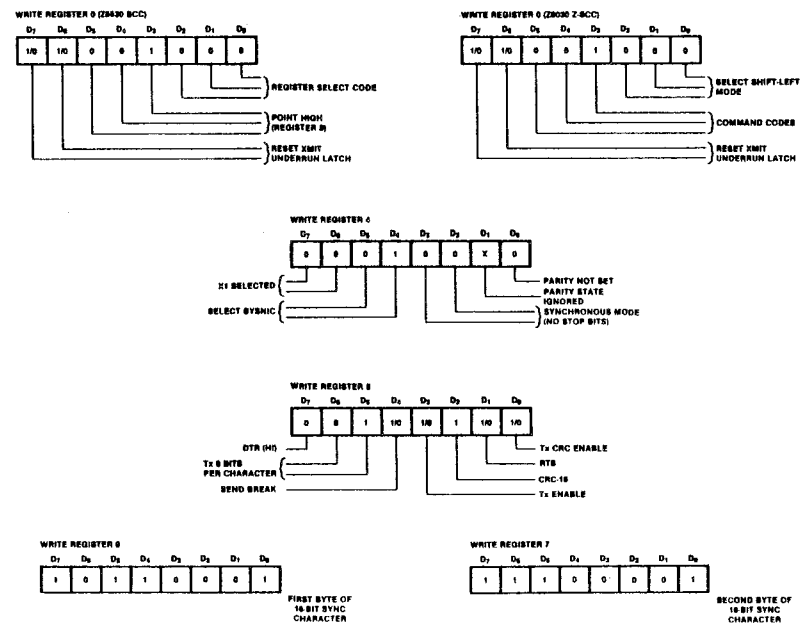 WRITE REGISTER 0 (Z8530 SCC)
D7 D6 D5 D4 D3 D2 D1 D0
1/0 1/0 0 0 1 0 0 0
REGISTER SELECT CODE
POINT HIGH
(REGISTER 8)
RESET XMIT
UNDERRUN LATCH
WRITE REGISTER 0 (Z8030 Z-SCC)
D7 D6 D5 D4 D3 D2 D1 D0
1/0 1/0 0 0 1 0 0 0
SELECT SHIFT-LEFT
MODE
COMMAND CODES
RESET XMIT
UNDERRUN LATCH
WRITE REGISTER 4
D7 D6 D5 D4 D3 D2 D1 D0
0 0 0 1 0 0 X 0
X1 SELECTED
SELECT BYSNIC
PARITY NOT SET
PARITY STATE
IGNORED
SYNCHRONOUS MODE
(NO STOP BITS)
WRITE REGISTER 5
D7 D6 D5 D4 D3 D2 D1 D0
0 1 1/0 1/0 1 1/0 1/0
DTR (HI)
Tx 8 BITS
PER CHARACTER
SEND BREAK
Tx CRC ENABLE
RTS
CRC-16
Tx ENABLE
WRITE REGISTER 6
D7 D6 D5 D4 D3 D2 D1 D0
1 0 1 1 0 0 0 1
FIRST BYTE OF
16-BIT SYNC
CHARACTER
WRITE REGISTER 7
D7 D6 D5 D4 D3 D2 D1 D0
1 1 1 0 0 0 0 1
SECOND BYTE OF
16-BIT SYNC
CHARACTER